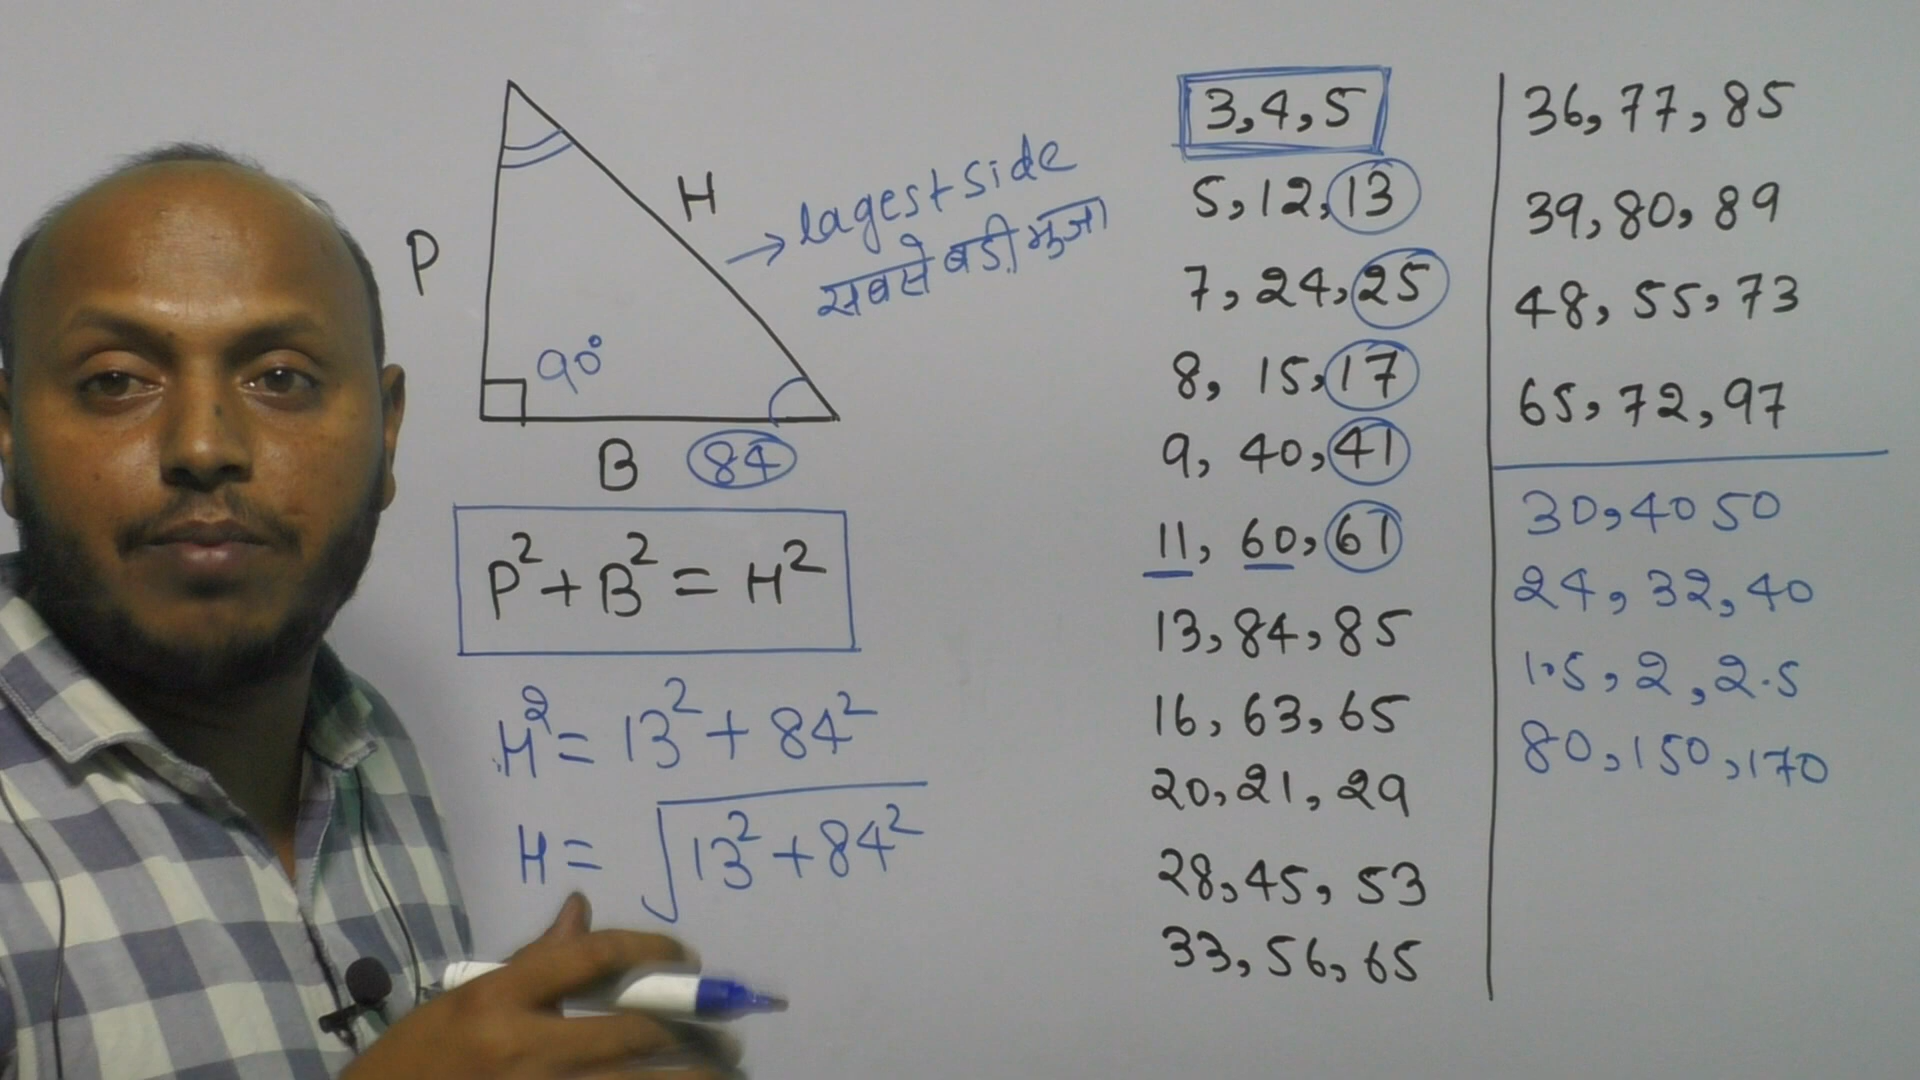 P
H
→ lagest side
सबसे बड़ी भुजा
90°
B
84
P² + B² = H²
H² = 13² + 84²
H = √13² + 84²
3, 4, 5
5, 12, 13
7, 24, 25
8, 15, 17
9, 40, 41
11, 60, 61
13, 84, 85
16, 63, 65
20, 21, 29
28, 45, 53
33, 56, 65
36, 77, 85
39, 80, 89
48, 55, 73
65, 72, 97
30, 40 50
24, 32, 40
1.5, 2, 2.5
80, 150, 170